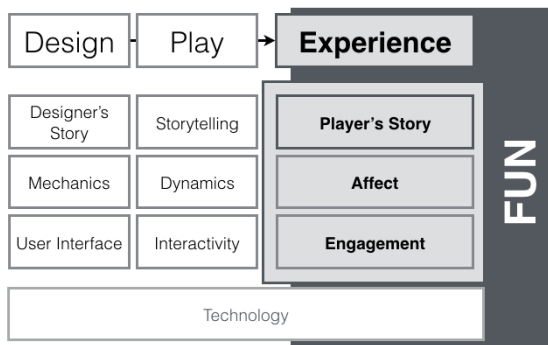 Design
Play
Experience
Designer's
Story
Storytelling
Player's Story
Mechanics
Dynamics
Affect
User Interface
Interactivity
Engagement
Technology
FUN